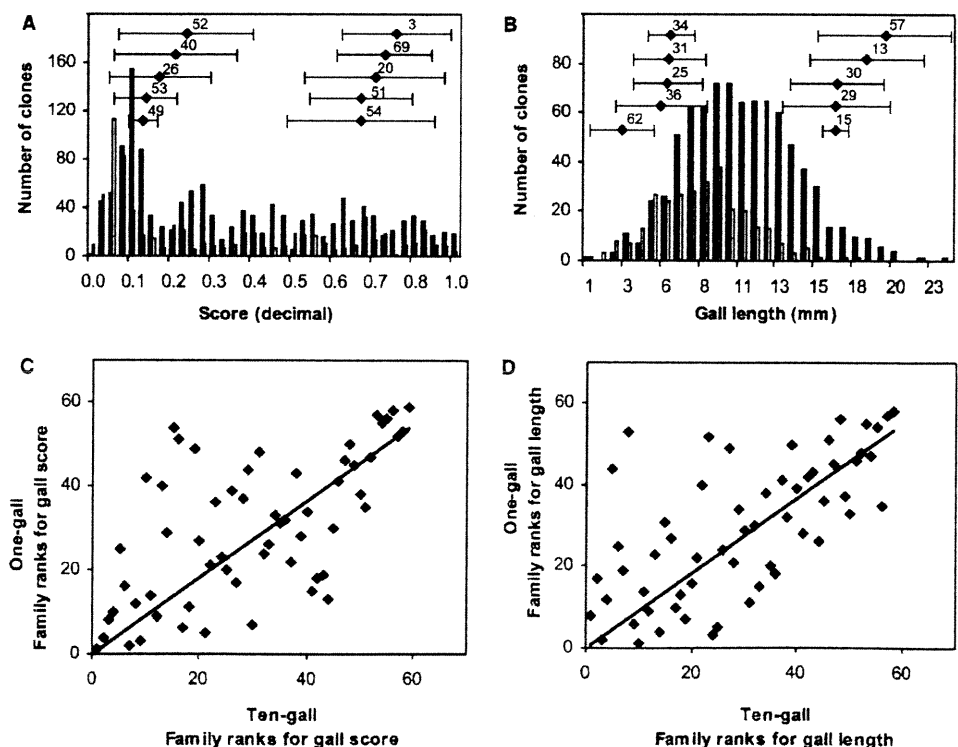 A
52
3
40
69
26
20
53
51
49
54
Number of clones
160
120
80
40
0
0.0 0.1 0.2 0.3 0.4 0.5 0.6 0.7 0.8 1.0
Score (decimal)
B
34
57
31
13
25
30
36
29
62
15
Number of clones
80
60
40
20
0
1 3 6 8 11 13 15 18 20 23
Gall length (mm)
C
One-gall
Family ranks for gall score
60
40
20
0
0 20 40 60
Ten-gall
Family ranks for gall score
D
One-gall
Family ranks for gall length
60
40
20
0
0 20 40 60
Ten-gall
Family ranks for gall length